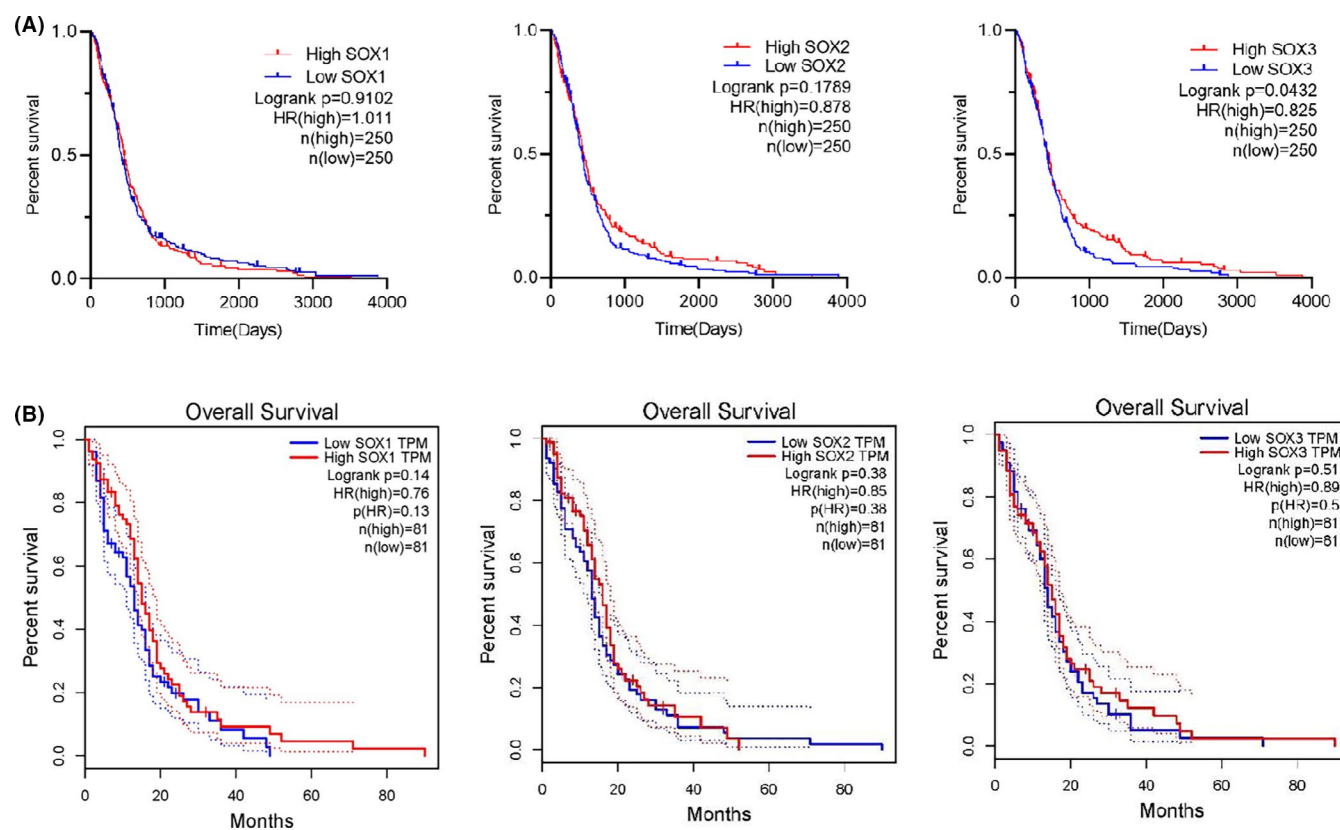 (A)
1.0
0.5
0.0
Percent survival
High SOX1
Low SOX1
Logrank p=0.9102
HR(high)=1.011
n(high)=250
n(low)=250
0 1000 2000 3000 4000
Time(Days)
1.0
0.5
0.0
Percent survival
High SOX2
Low SOX2
Logrank p=0.1789
HR(high)=0.878
n(high)=250
n(low)=250
0 1000 2000 3000 4000
Time(Days)
1.0
0.5
0.0
Percent survival
High SOX3
Low SOX3
Logrank p=0.0432
HR(high)=0.825
n(high)=250
n(low)=250
0 1000 2000 3000 4000
Time(Days)
(B)
Overall Survival
Low SOX1 TPM
High SOX1 TPM
Logrank p=0.14
HR(high)=0.76
p(HR)=0.13
n(high)=81
n(low)=81
Percent survival
1.0
0.8
0.6
0.4
0.2
0.0
0 20 40 60 80
Months
Overall Survival
Low SOX2 TPM
High SOX2 TPM
Logrank p=0.38
HR(high)=0.85
p(HR)=0.38
n(high)=81
n(low)=81
Percent survival
1.0
0.8
0.6
0.4
0.2
0.0
0 20 40 60 80
Months
Overall Survival
Low SOX3 TPM
High SOX3 TPM
Logrank p=0.51
HR(high)=0.89
p(HR)=0.5
n(high)=81
n(low)=81
Percent survival
1.0
0.8
0.6
0.4
0.2
0.0
0 20 40 60 80
Months